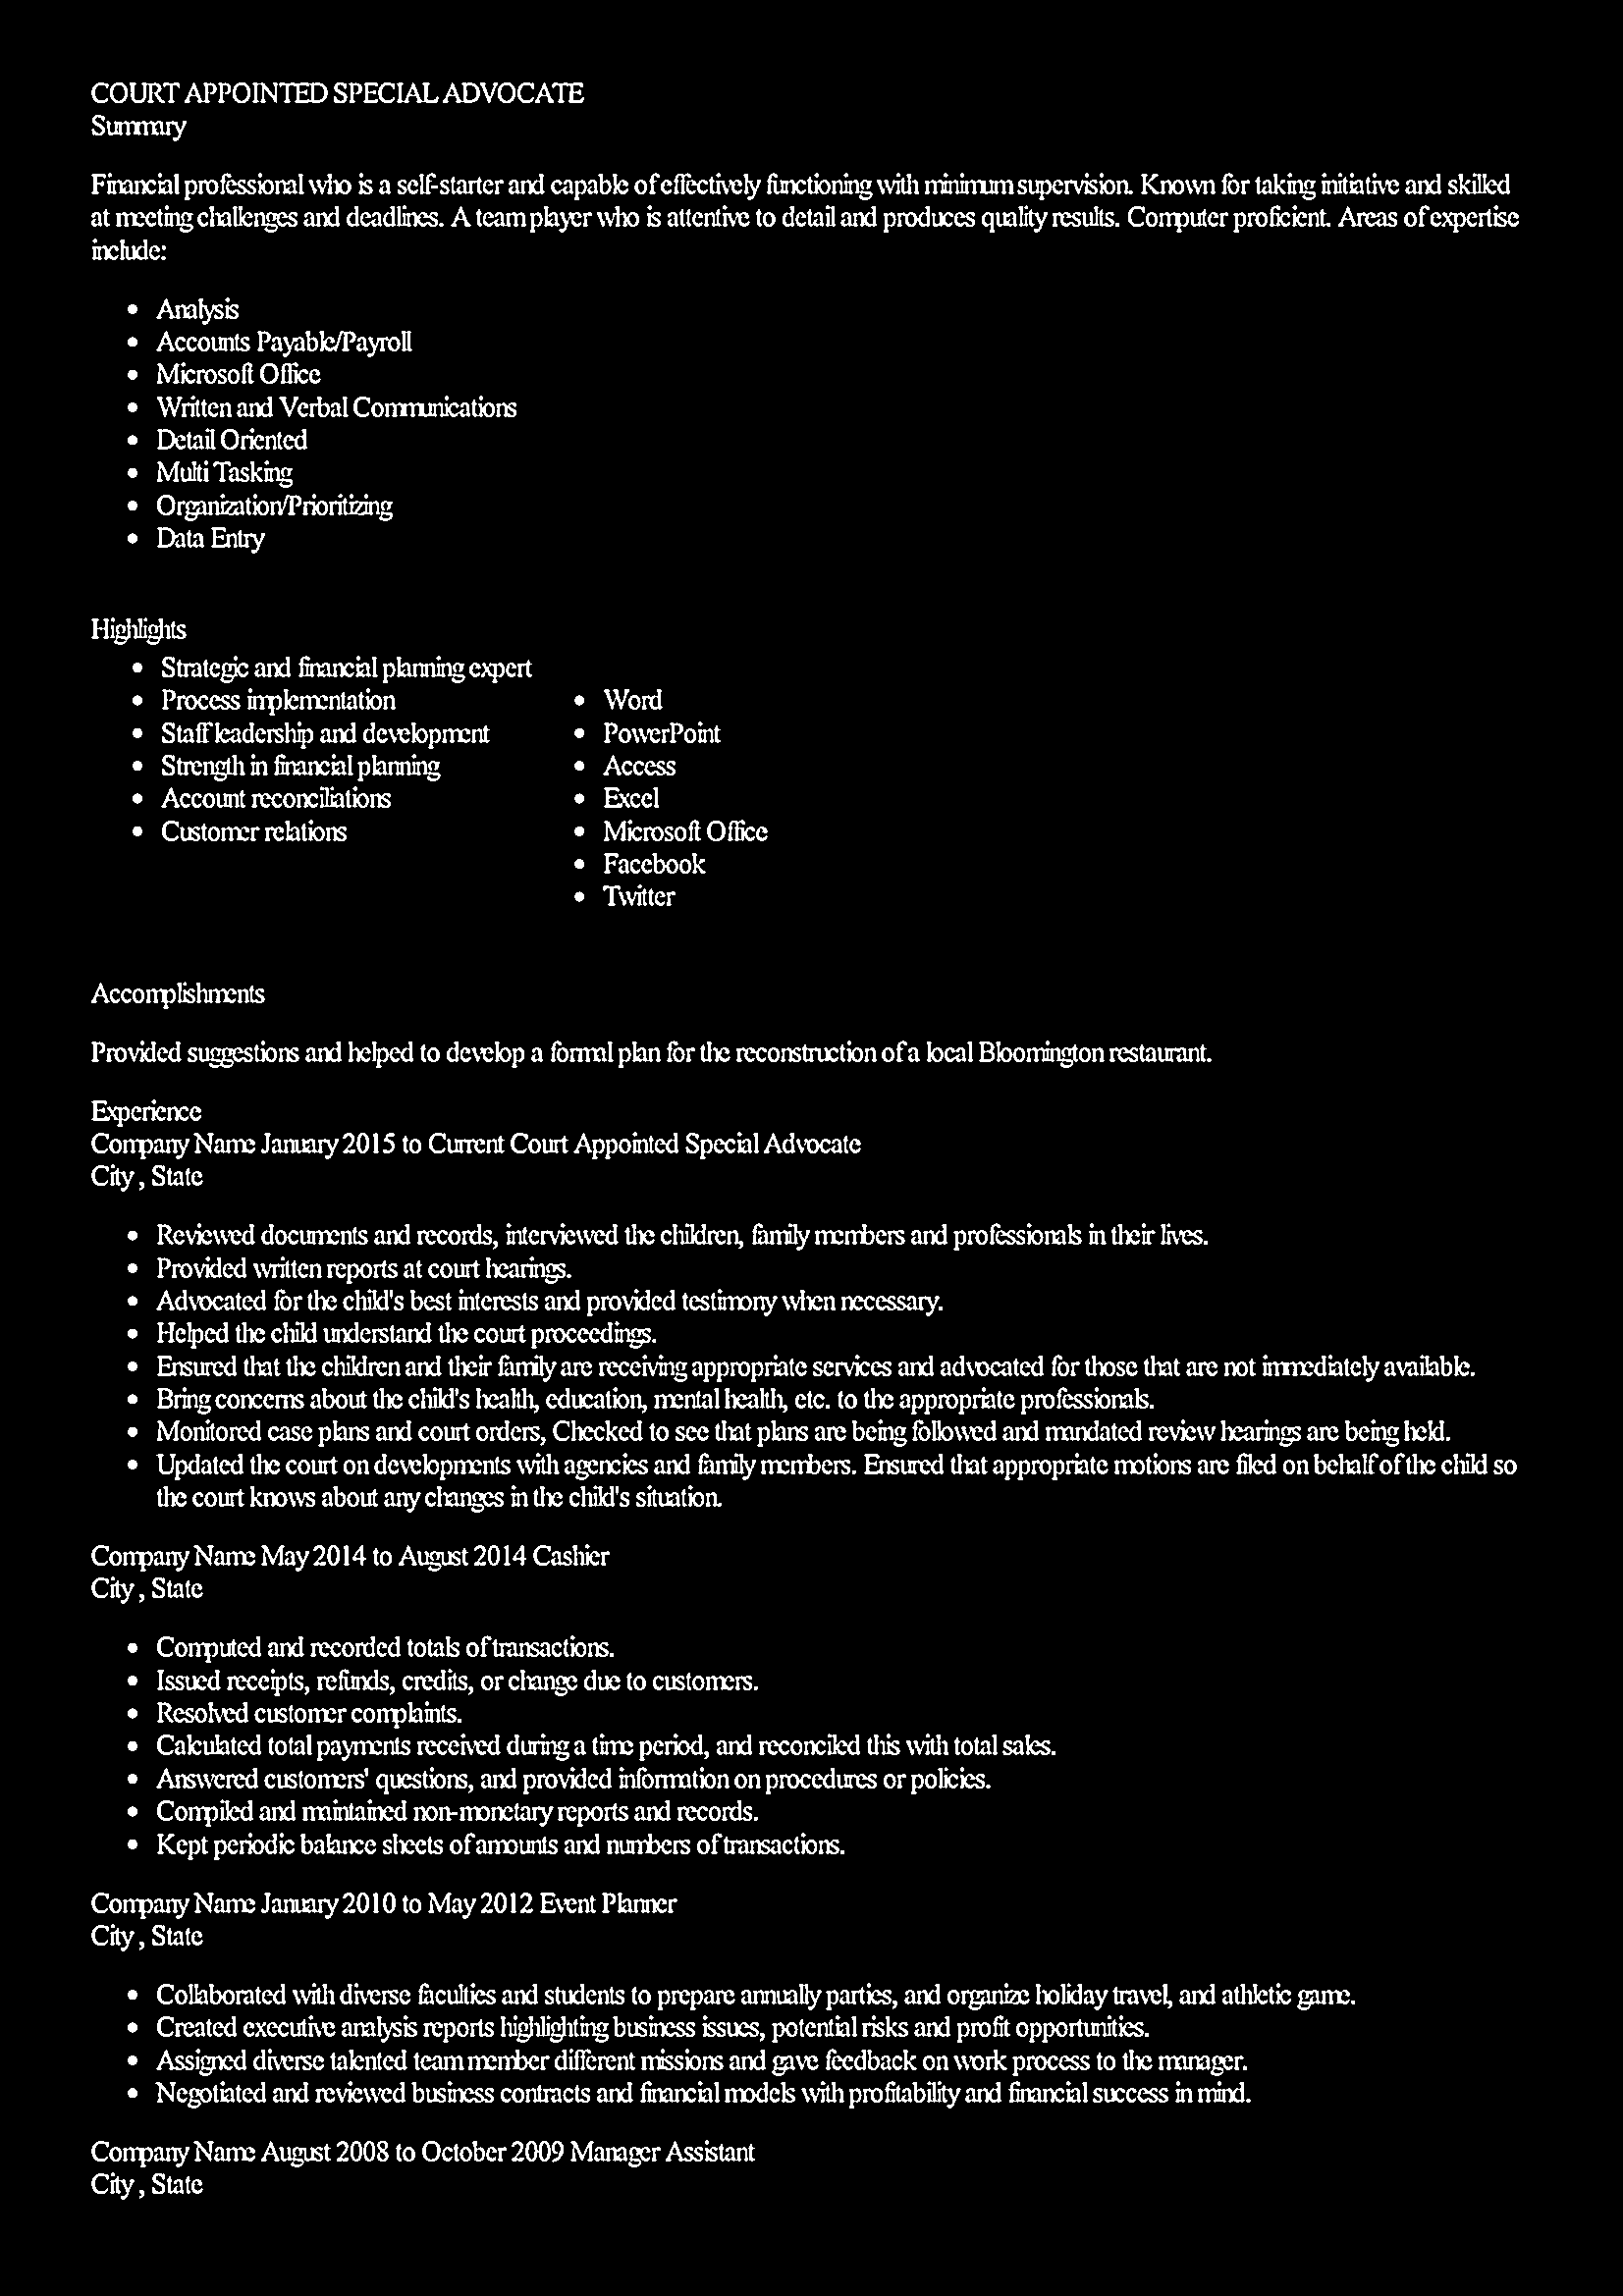 COURT APPOINTED SPECIAL ADVOCATE
Summary
Financial professional who is a self-starter and capable of effectively functioning with minimum supervision. Known for taking initiative and skilled
at meeting challenges and deadlines. A team player who is attentive to detail and produces quality results. Computer proficient. Areas of expertise
include:
• Analysis
• Accounts Payable/Payroll
• Microsoft Office
• Written and Verbal Communications
• Detail Oriented
• Multi Tasking
• Organization/Prioritizing
• Data Entry
Highlights
• Strategic and financial planning expert
• Process implementation
• Staff leadership and development
• Strength in financial planning
• Account reconciliations
• Customer relations
• Word
• PowerPoint
• Access
• Excel
• Microsoft Office
• Facebook
• Twitter
Accomplishments
Provided suggestions and helped to develop a formal plan for the reconstruction of a local Bloomington restaurant.
Experience
Company Name January 2015 to Current Court Appointed Special Advocate
City , State
• Reviewed documents and records, interviewed the children, family members and professionals in their lives.
• Provided written reports at court hearings.
• Advocated for the child's best interests and provided testimony when necessary.
• Helped the child understand the court proceedings.
• Ensured that the children and their family are receiving appropriate services and advocated for those that are not immediately available.
• Bring concerns about the child's health, education, mental health, etc. to the appropriate professionals.
• Monitored case plans and court orders, Checked to see that plans are being followed and mandated review hearings are being held.
• Updated the court on developments with agencies and family members. Ensured that appropriate motions are filed on behalf of the child so
the court knows about any changes in the child's situation.
Company Name May 2014 to August 2014 Cashier
City , State
• Computed and recorded totals of transactions.
• Issued receipts, refunds, credits, or change due to customers.
• Resolved customer complaints.
• Calculated total payments received during a time period, and reconciled this with total sales.
• Answered customers' questions, and provided information on procedures or policies.
• Compiled and maintained non-monetary reports and records.
• Kept periodic balance sheets of amounts and numbers of transactions.
Company Name January 2010 to May 2012 Event Planner
City , State
• Collaborated with diverse faculties and students to prepare annually parties, and organize holiday travel, and athletic game.
• Created executive analysis reports highlighting business issues, potential risks and profit opportunities.
• Assigned diverse talented team member different missions and gave feedback on work process to the manager.
• Negotiated and reviewed business contracts and financial models with profitability and financial success in mind.
Company Name August 2008 to October 2009 Manager Assistant
City , State